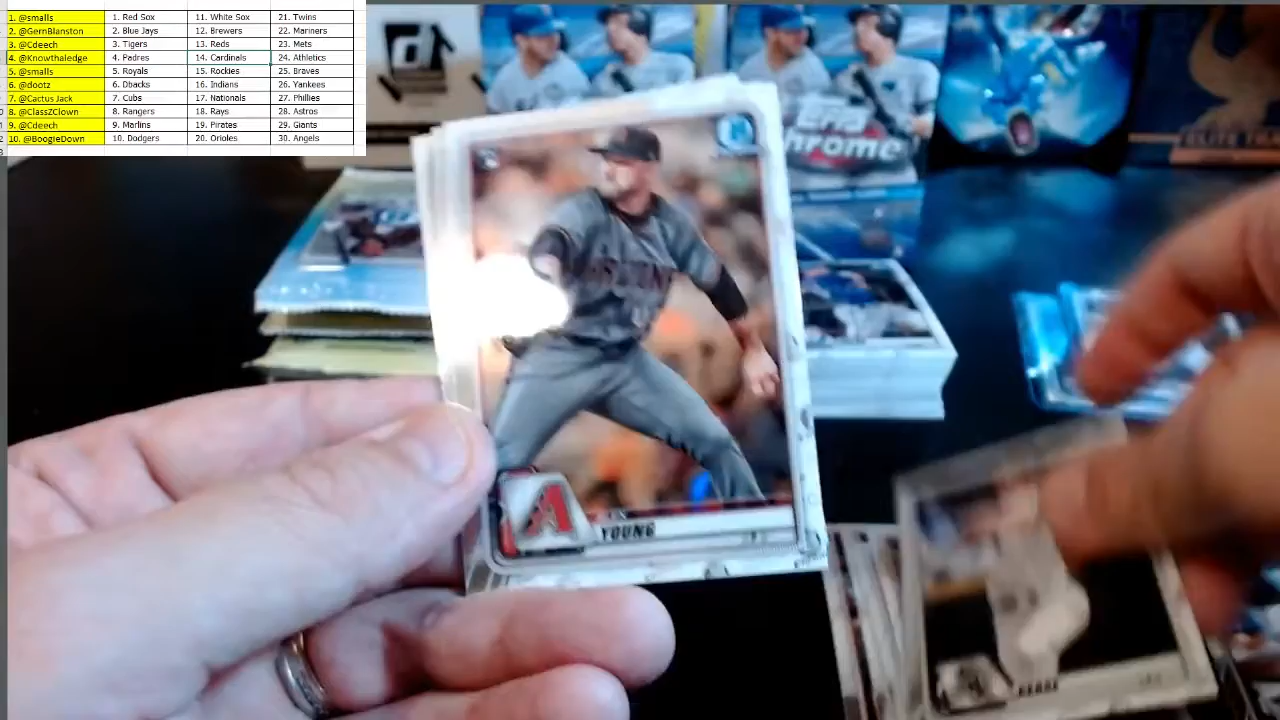 1. @smalls 1. Red Sox 11. White Sox 21. Twins
2. @GernBlanston 2. Blue Jays 12. Brewers 22. Mariners
3. @Cdeech 3. Tigers 13. Reds 23. Mets
4. @Knowthaledge 4. Padres 14. Cardinals 24. Athletics
5. @smalls 5. Royals 15. Rockies 25. Braves
6. @dootz 6. Dbacks 16. Indians 26. Yankees
7. @Cactus Jack 7. Cubs 17. Nationals 27. Phillies
8. @ClassZClown 8. Rangers 18. Rays 28. Astros
9. @Cdeech 9. Marlins 19. Pirates 29. Giants
10. @BoogieDown 10. Dodgers 20. Orioles 30. Angels
Topps
chrome
A
YOUNG